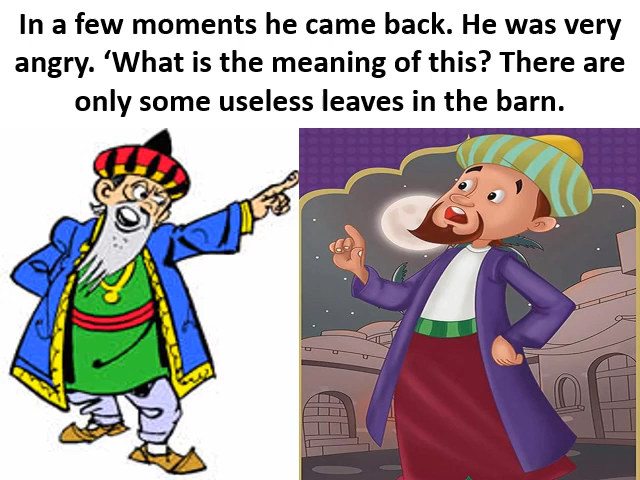 In a few moments he came back. He was very
angry. ‘What is the meaning of this? There are
only some useless leaves in the barn.